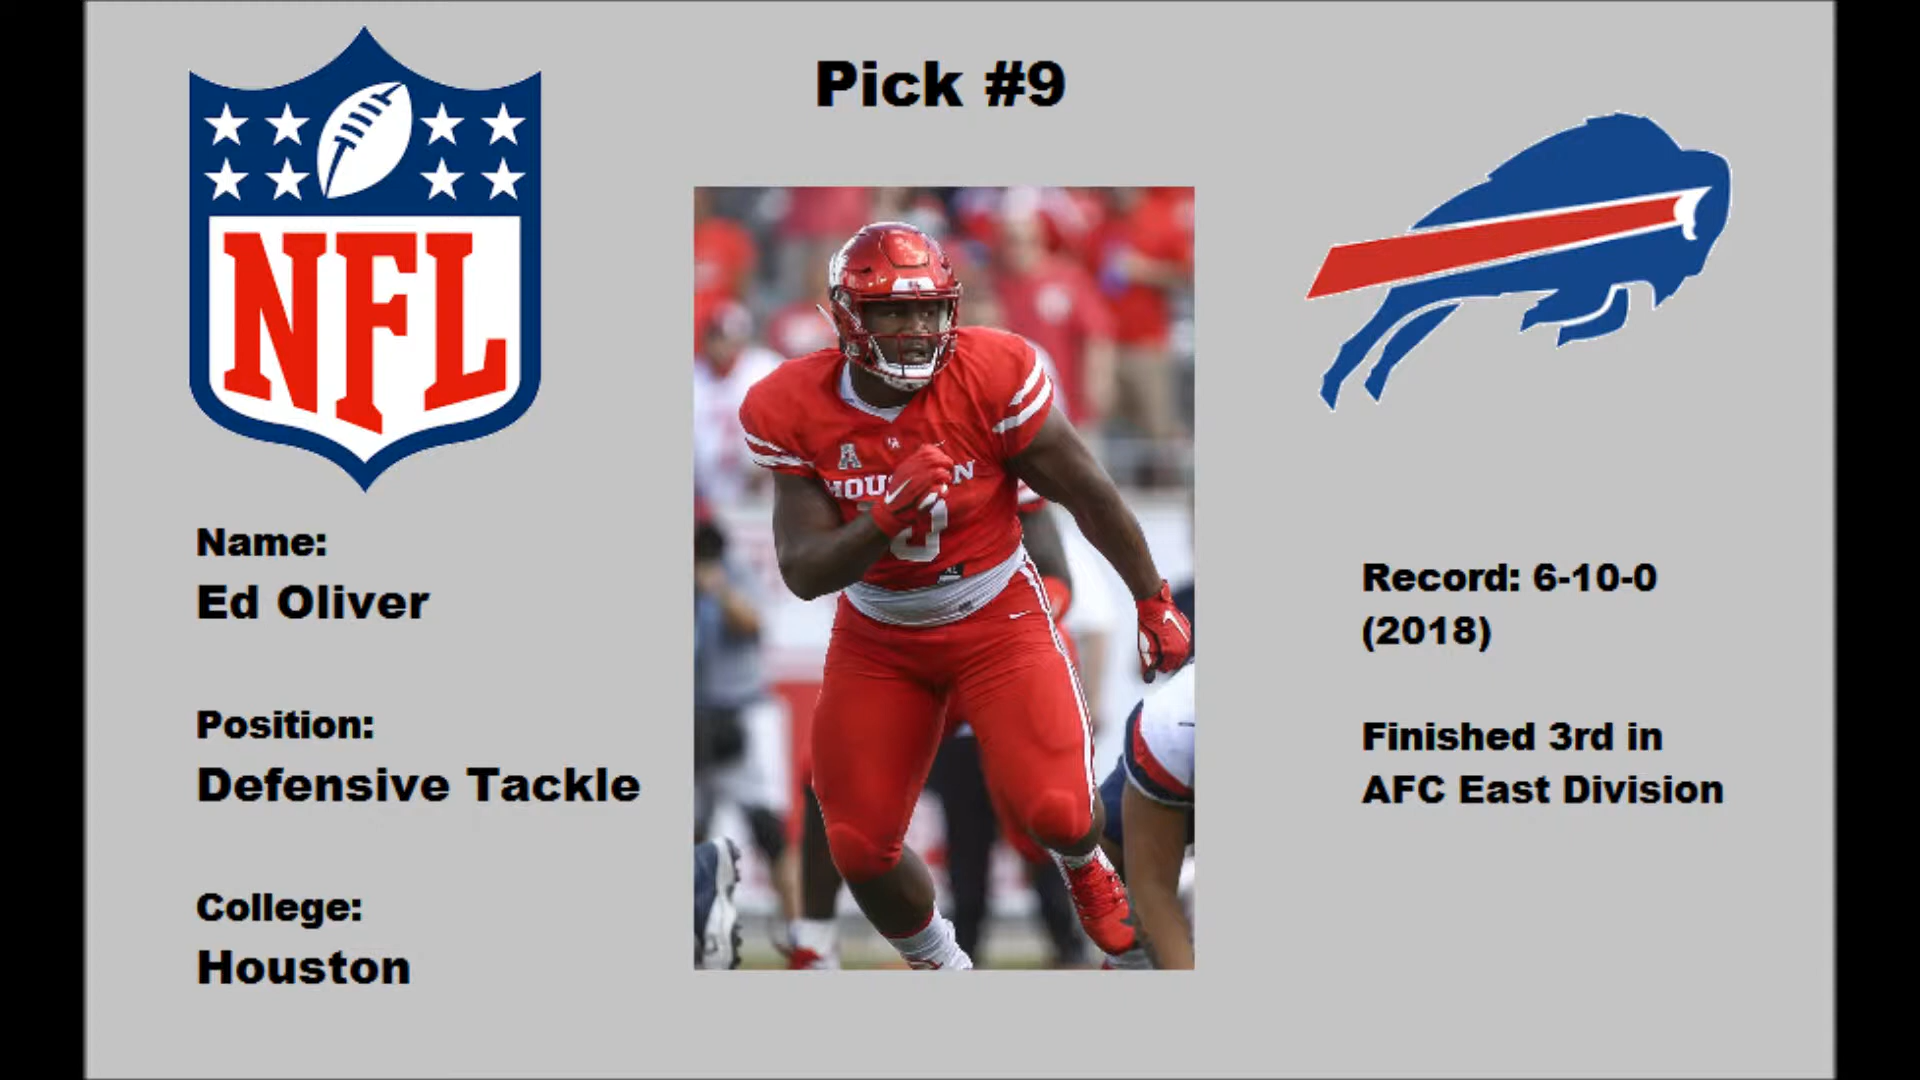 Pick #9
NFL
Name:
Ed Oliver
Position:
Defensive Tackle
College:
Houston
Record: 6-10-0
(2018)
Finished 3rd in
AFC East Division